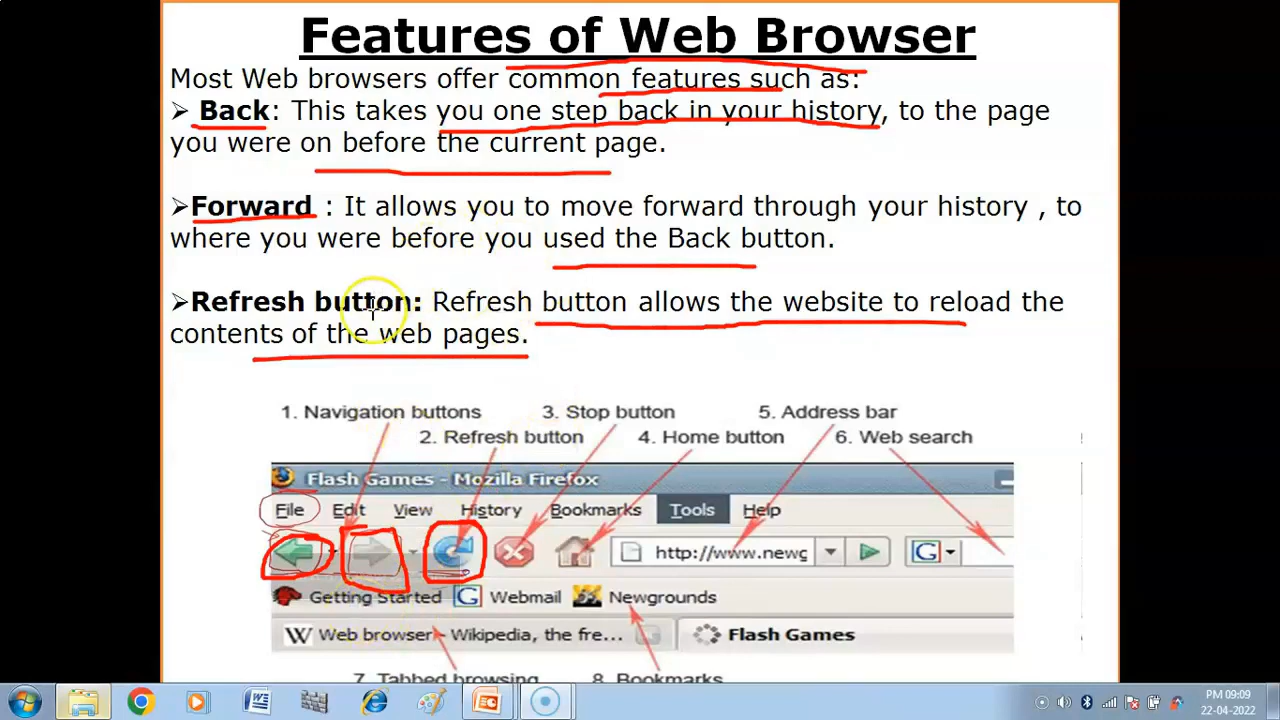 Features of Web Browser
Most Web browsers offer common features such as:
➢ Back: This takes you one step back in your history, to the page
you were on before the current page.
➢Forward : It allows you to move forward through your history , to
where you were before you used the Back button.
➢Refresh button: Refresh button allows the website to reload the
contents of the web pages.
1. Navigation buttons 3. Stop button 5. Address bar
2. Refresh button 4. Home button 6. Web search
Flash Games - Mozilla Firefox
File Edit View History Bookmarks Tools Help
http://www.newg G
Getting Started G Webmail Newgrounds
W Web browser - Wikipedia, the fre... Flash Games
7. Tabbed browsing 8. Bookmarks
PM 09:09
22-04-2022